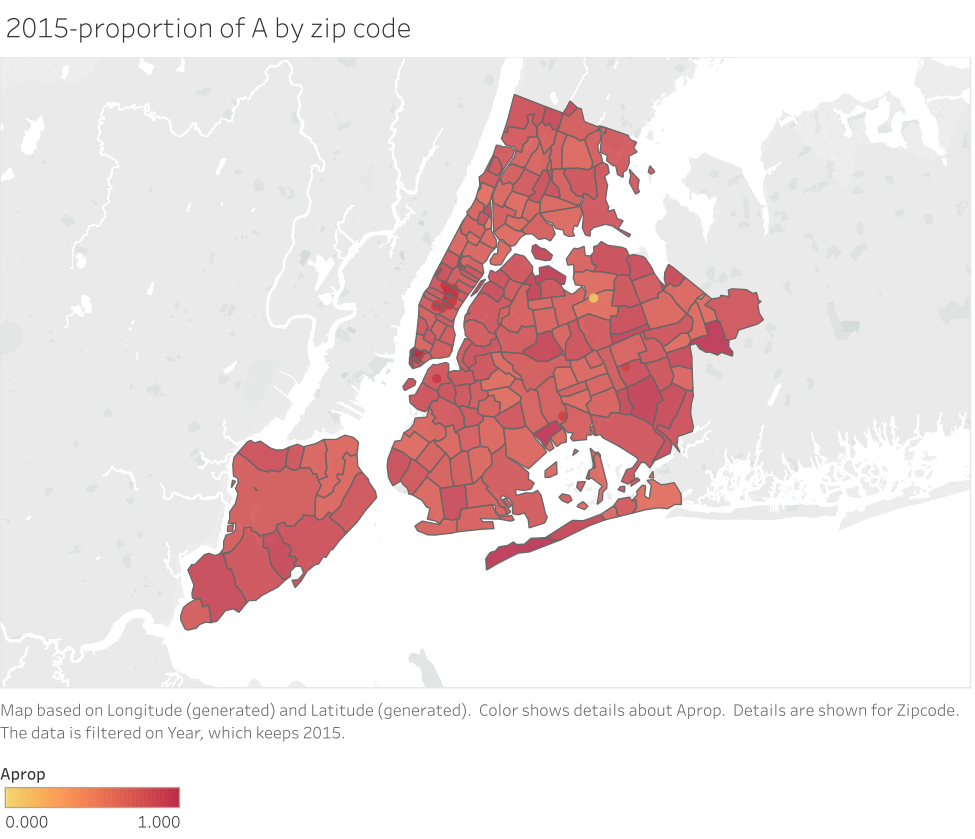 2015-proportion of A by zip code
Map based on Longitude (generated) and Latitude (generated).  Color shows details about Aprop.  Details are shown for Zipcode.
The data is filtered on Year, which keeps 2015.
Aprop
0.000 1.000